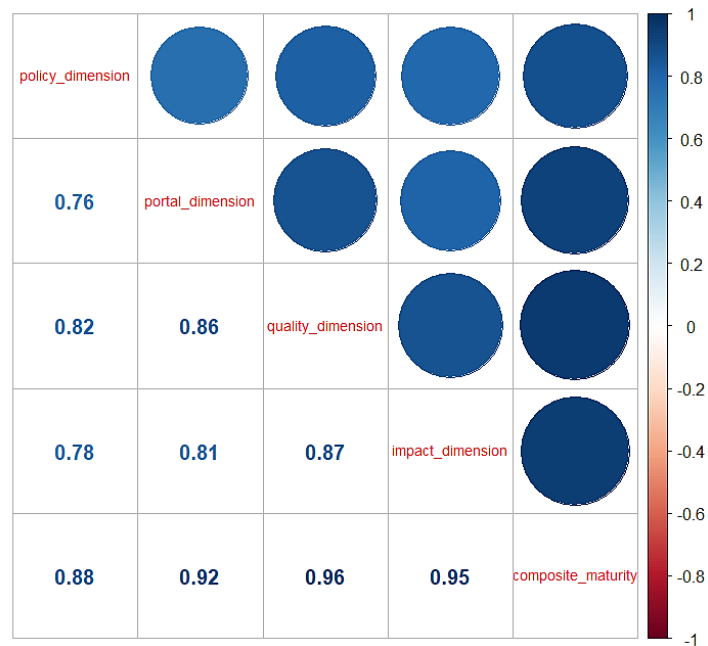 policy_dimension
0.76 portal_dimension
0.82 0.86 quality_dimension
0.78 0.81 0.87 impact_dimension
0.88 0.92 0.96 0.95 composite_maturity
1
0.8
0.6
0.4
0.2
0
-0.2
-0.4
-0.6
-0.8
-1